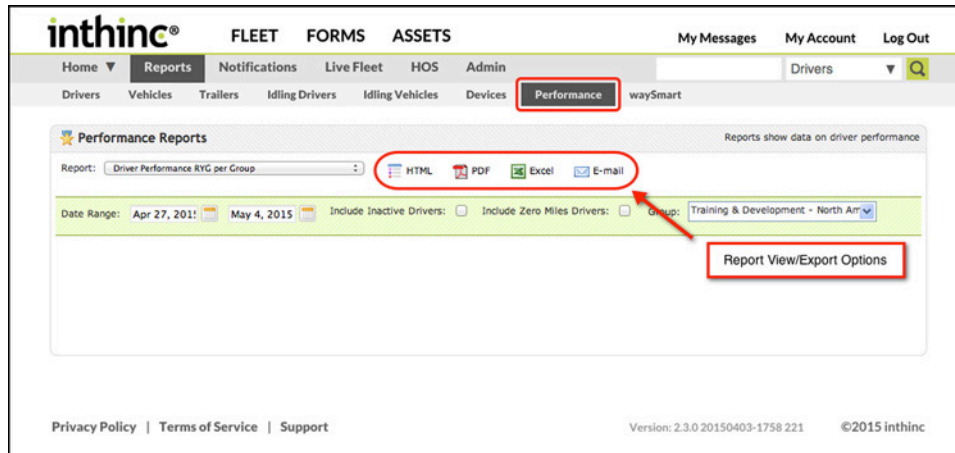 inthinc® FLEET FORMS ASSETS My Messages My Account Log Out
Home ▼ Reports Notifications Live Fleet HOS Admin Drivers ▼
Drivers Vehicles Trailers Idling Drivers Idling Vehicles Devices Performance waySmart
Performance Reports Reports show data on driver performance
Report: Driver Performance RYG per Group HTML PDF Excel E-mail
Date Range: Apr 27, 201 May 4, 2015 Include Inactive Drivers: Include Zero Miles Drivers: Group: Training & Development - North Am
Report View/Export Options
Privacy Policy | Terms of Service | Support Version: 2.3.0 20150403-1758 221 ©2015 inthinc